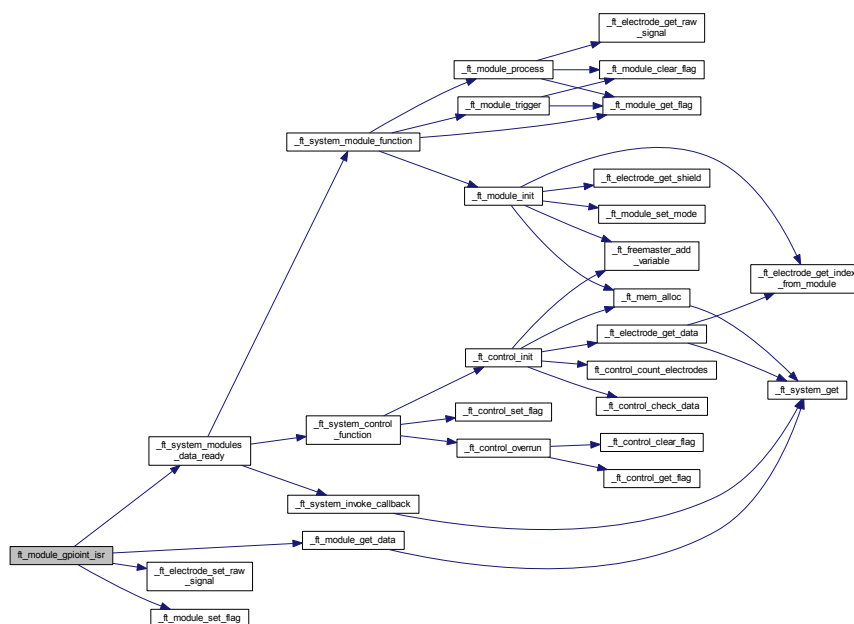 _ft_electrode_get_raw
_signal
_ft_module_process
_ft_module_clear_flag
_ft_module_trigger
_ft_module_get_flag
_ft_system_module_function
_ft_electrode_get_shield
_ft_module_init
_ft_module_set_mode
_ft_freemaster_add
_variable
_ft_electrode_get_index
_from_module
_ft_mem_alloc
_ft_electrode_get_data
_ft_control_init
ft_control_count_electrodes
_ft_system_get
_ft_control_check_data
_ft_control_set_flag
_ft_system_control
_function
_ft_control_clear_flag
_ft_system_modules
_data_ready
_ft_control_overrun
_ft_control_get_flag
_ft_system_invoke_callback
_ft_module_get_data
ft_module_gpioint_isr
_ft_electrode_set_raw
_signal
_ft_module_set_flag